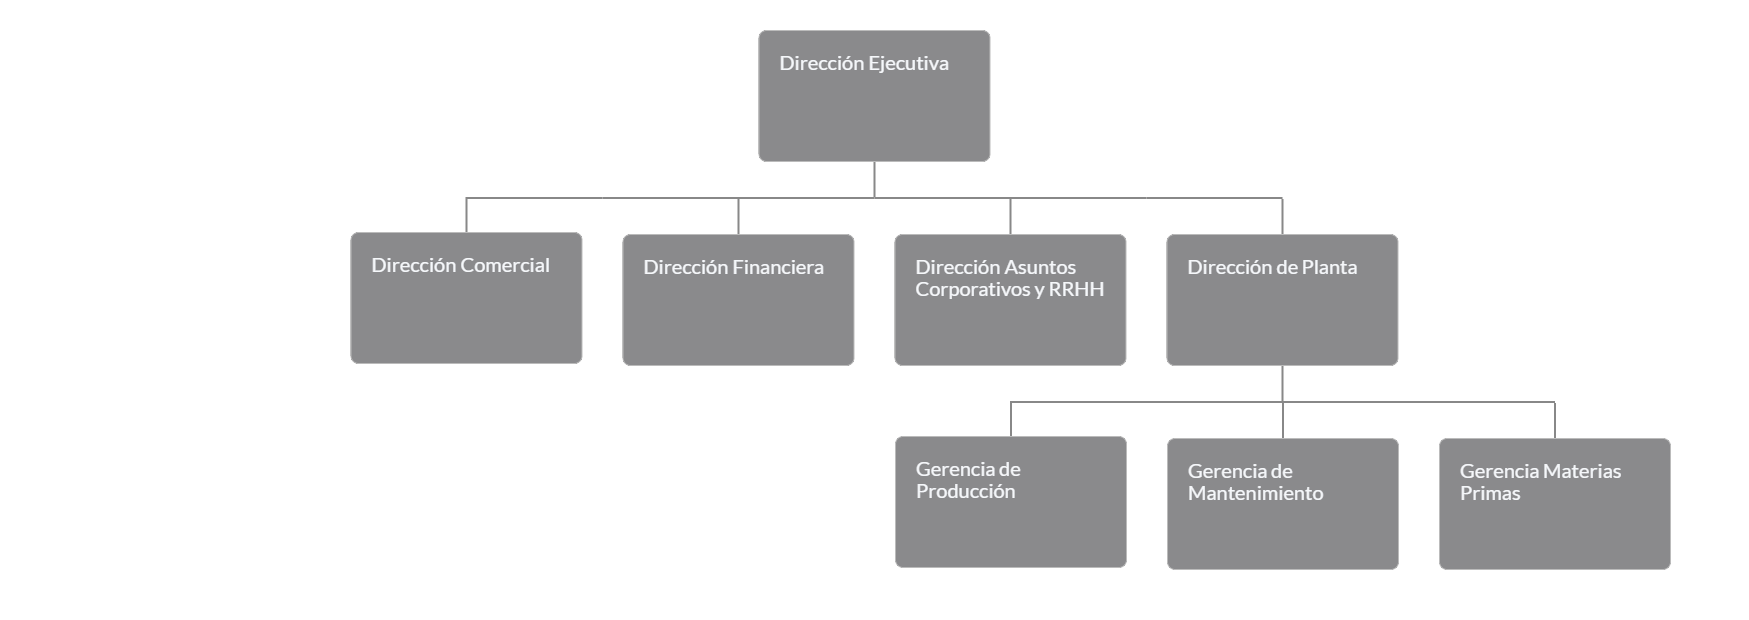 Dirección Ejecutiva
Dirección Comercial
Dirección Financiera
Dirección Asuntos
Corporativos y RRHH
Dirección de Planta
Gerencia de
Producción
Gerencia de
Mantenimiento
Gerencia Materias
Primas